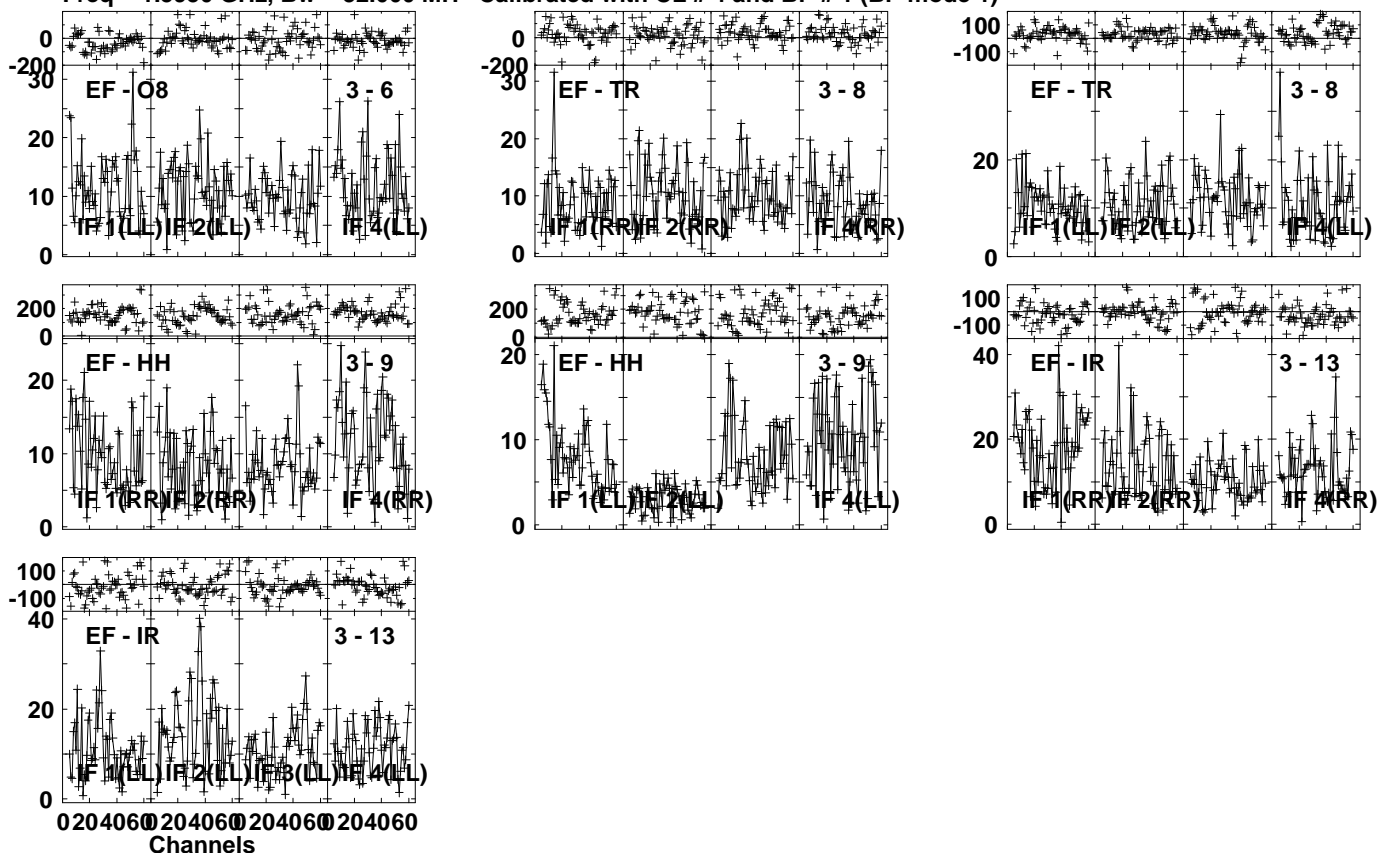 Calibrated with CL # 4 and BP # 1 (BP mode 1)
0
-200
30
20
10
0
EF - O8
3 - 6
IF 1(LL)
IF 2(LL)
IF 4(LL)
0
-200
30
20
10
0
EF - TR
3 - 8
IF 1(RR)
IF 2(RR)
IF 4(RR)
100
-100
20
0
EF - TR
3 - 8
IF 1(LL)
IF 2(LL)
IF 4(LL)
200
0
20
10
0
EF - HH
3 - 9
IF 1(RR)
IF 2(RR)
IF 4(RR)
200
0
20
10
0
EF - HH
3 - 9
IF 1(LL)
IF 2(LL)
IF 4(LL)
100
-100
40
20
0
EF - IR
3 - 13
IF 1(RR)
IF 2(RR)
IF 4(RR)
100
-100
40
20
0
EF - IR
3 - 13
IF 1(LL)
IF 2(LL)
IF 3(LL)
IF 4(LL)
0 20 40 60 0 20 40 60 0 20 40 60 0 20 40 60
Channels